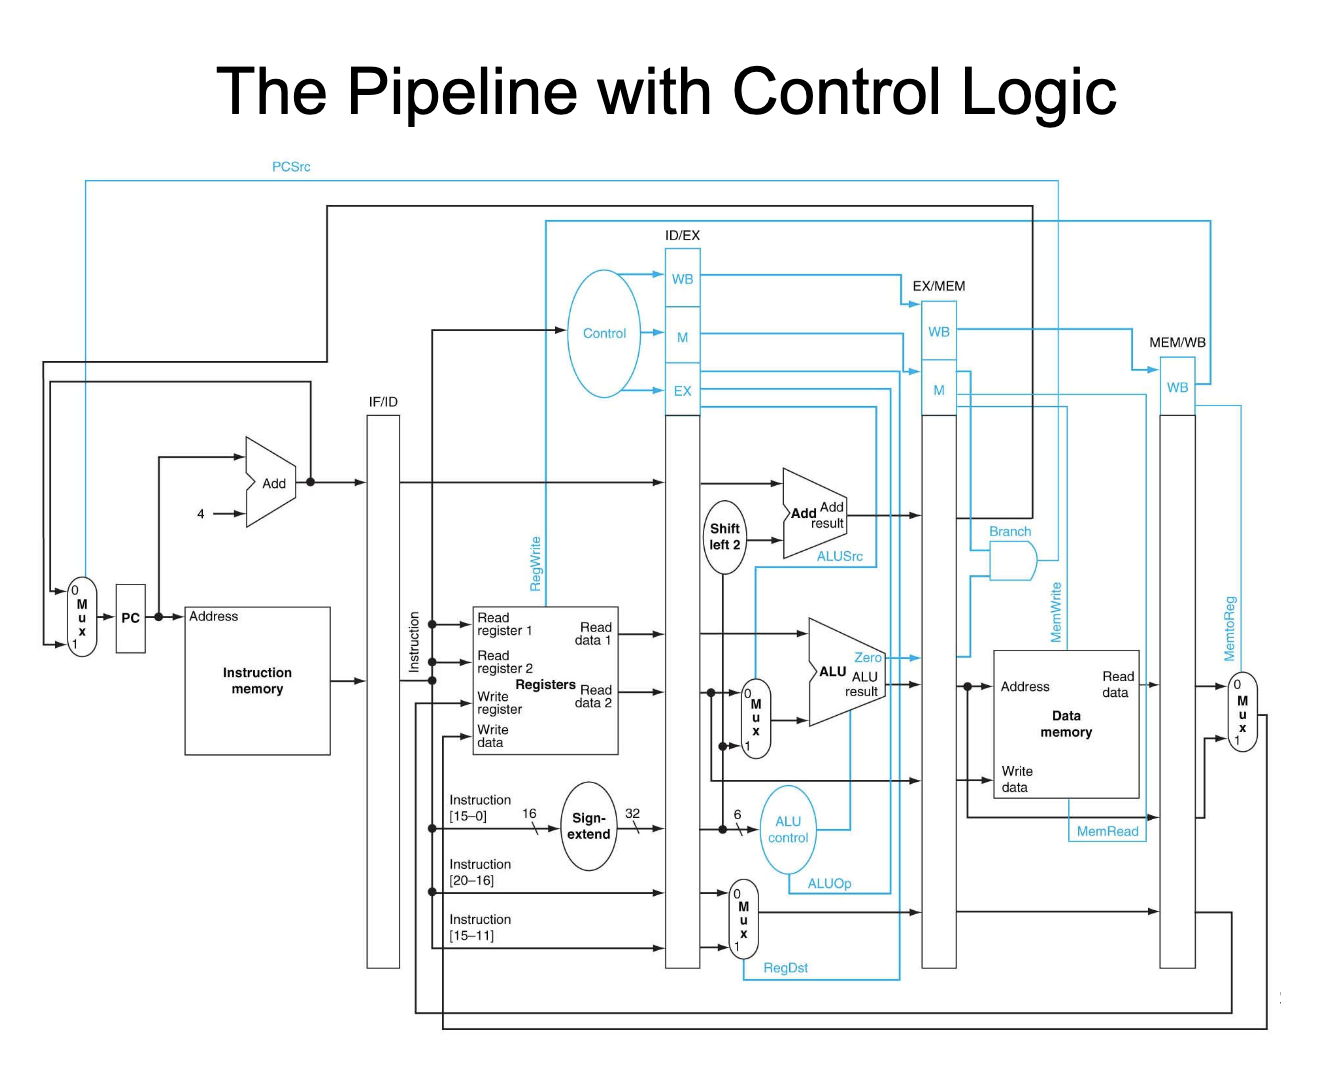 The Pipeline with Control Logic
PCSrc
ID/EX
WB
EX/MEM
Control
M
WB
MEM/WB
EX
M
WB
IF/ID
Add
4
Add
Add
result
Shift
left 2
ALUSrc
Branch
RegWrite
MemWrite
MemtoReg
Instruction
0
M
u
x
1
PC
Address
Instruction
memory
Read
register 1
Read
register 2
Write
register
Write
data
Registers
Read
data 1
Read
data 2
0
M
u
x
1
Zero
ALU
ALU
result
Address
Read
data
Data
memory
Write
data
0
M
u
x
1
Instruction
[15–0]
16
Sign-
extend
32
6
ALU
control
MemRead
ALUOp
Instruction
[20–16]
Instruction
[15–11]
0
M
u
x
1
RegDst